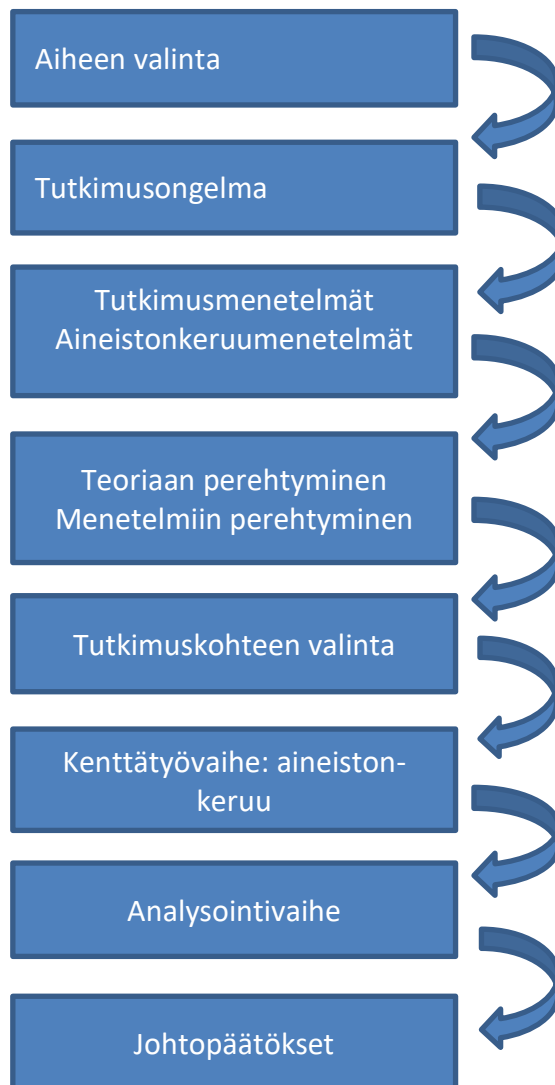 Aiheen valinta
Tutkimusongelma
Tutkimusmenetelmät
Aineistonkeruumenetelmät
Teoriaan perehtyminen
Menetelmiin perehtyminen
Tutkimuskohteen valinta
Kenttätyövaihe: aineiston-
keruu
Analysointivaihe
Johtopäätökset